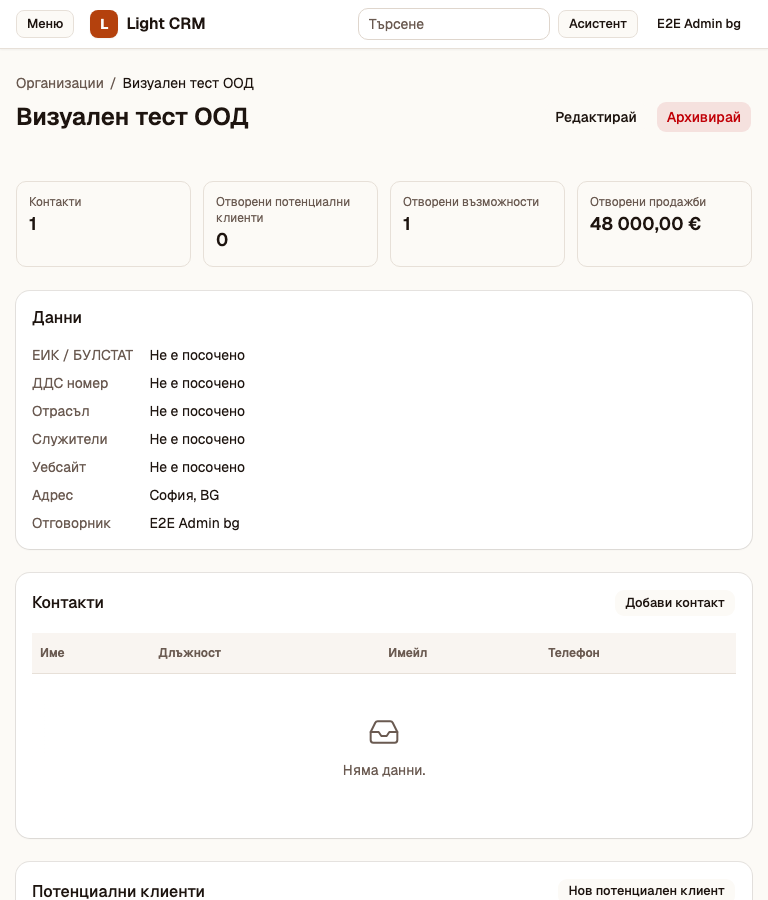 Меню
L
Light CRM
Търсене
Асистент
E2E Admin bg
Организации / Визуален тест ООД
Визуален тест ООД
Редактирай
Архивирай
Контакти
1
Отворени потенциални
клиенти
0
Отворени възможности
1
Отворени продажби
48 000,00 €
Данни
ЕИК / БУЛСТАТ Не е посочено
ДДС номер Не е посочено
Отрасъл Не е посочено
Служители Не е посочено
Уебсайт Не е посочено
Адрес София, BG
Отговорник E2E Admin bg
Контакти
Добави контакт
Име Длъжност Имейл Телефон
Няма данни.
Потенциални клиенти
Нов потенциален клиент